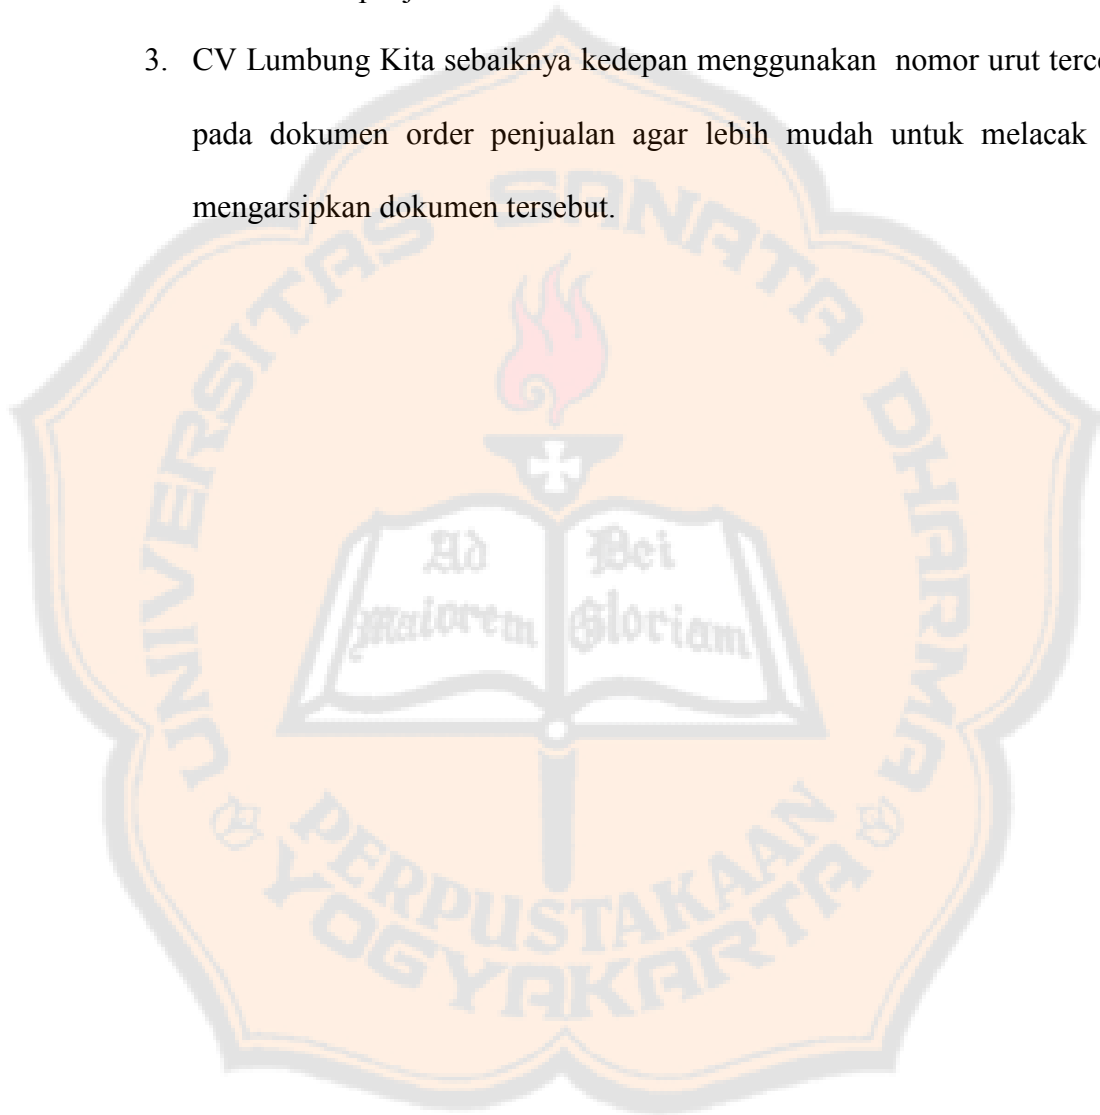 3. CV Lumbung Kita sebaiknya kedepan menggunakan nomor urut terce
pada dokumen order penjualan agar lebih mudah untuk melacak
mengarsipkan dokumen tersebut.
UNIVERSITAS SANATA DHARMA
Ad Maiorem
Dei Gloriam
PERPUSTAKAAN
YOGYAKARTA